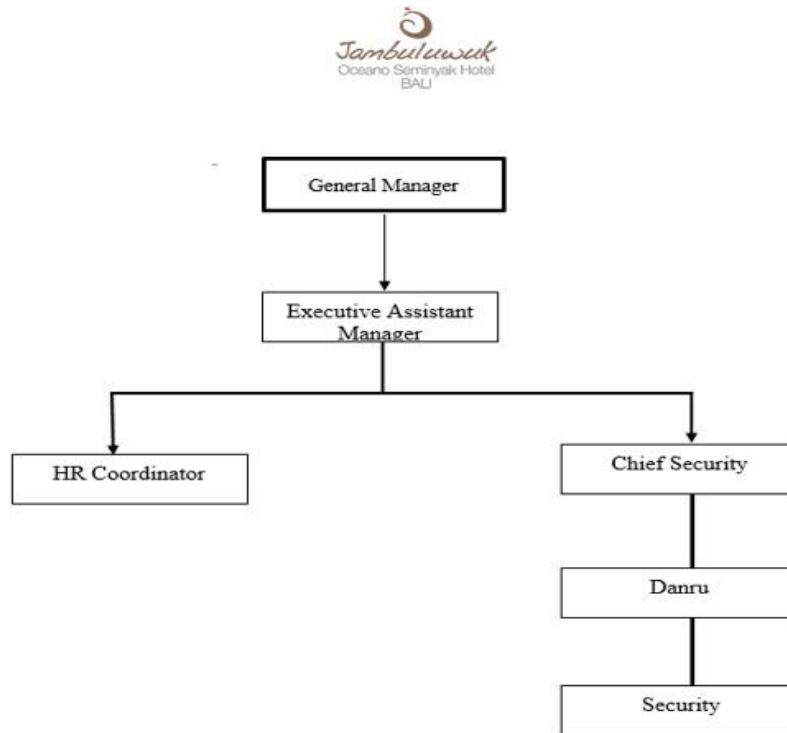 Jambuluwuk
Oceano Seminyak Hotel
BALI
General Manager
Executive Assistant
Manager
HR Coordinator
Chief Security
Danru
Security